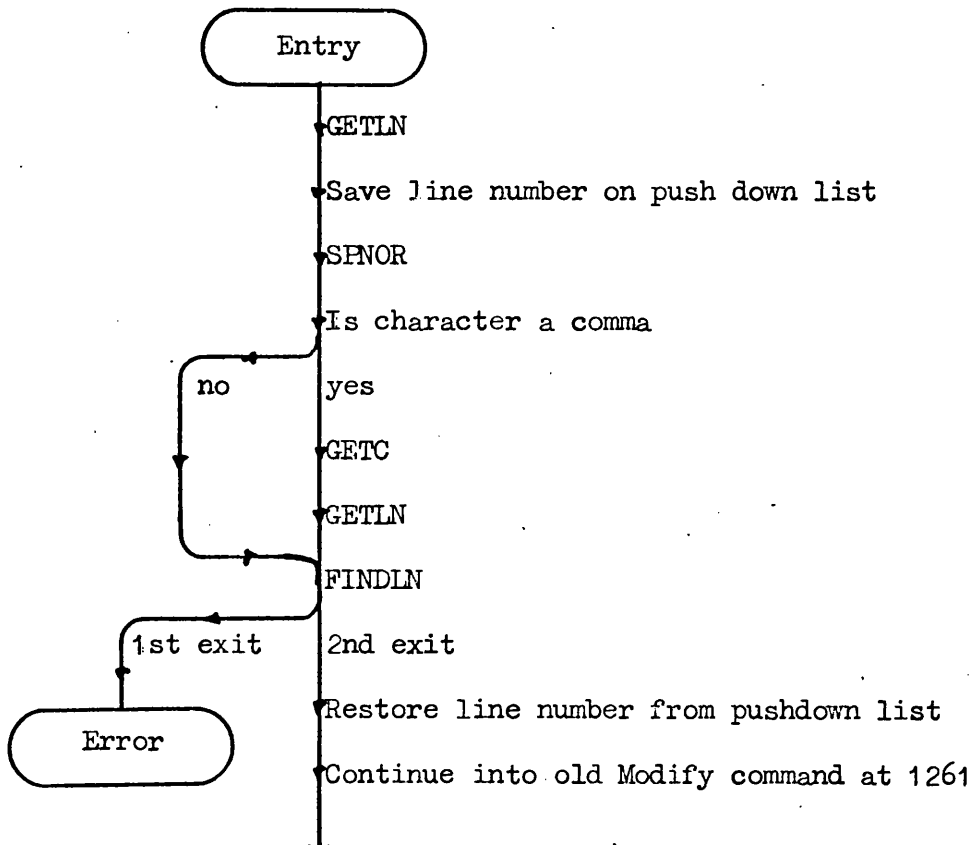 Entry
GETLN
Save line number on push down list
SPNOR
Is character a comma
no yes
GETC
GETLN
FINDLN
1st exit 2nd exit
Restore line number from pushdown list
Error
Continue into old Modify command at 1261